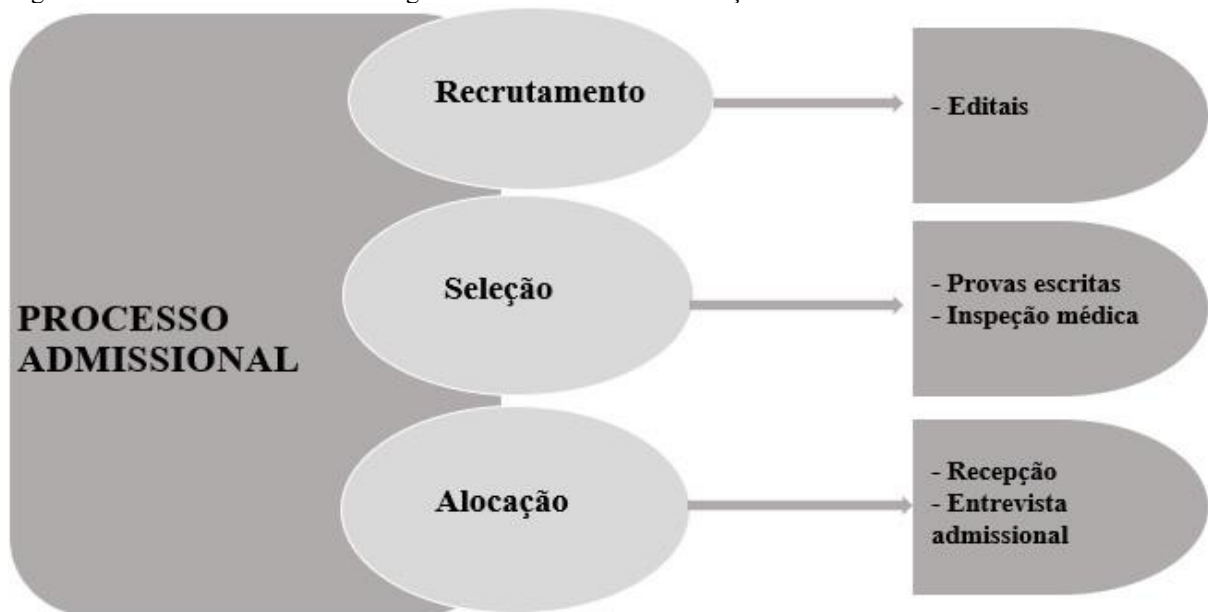 Recrutamento
- Editais
Seleção
- Provas escritas
- Inspeção médica
PROCESSO
ADMISSIONAL
Alocação
- Recepção
- Entrevista
admissional